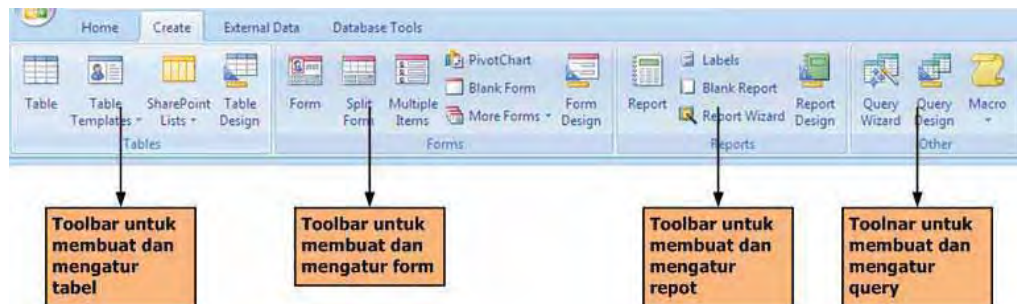 Home Create External Data Database Tools
Table
Table Templates
SharePoint Lists
Table Design
Tables
Form
Split Form
Multiple Items
PivotChart
Blank Form
More Forms
Form Design
Forms
Report
Labels
Blank Report
Report Wizard
Report Design
Reports
Query Wizard
Query Design
Macro
Other
Toolbar untuk
membuat dan
mengatur
tabel
Toolbar untuk
membuat dan
mengatur form
Toolbar untuk
membuat dan
mengatur
repot
Toolnar untuk
membuat dan
mengatur
query